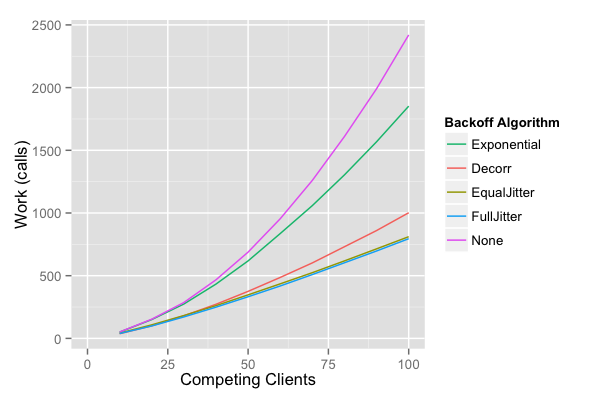 2500
2000
1500
1000
500
0
Work (calls)
0 25 50 75 100
Competing Clients
Backoff Algorithm
Exponential
Decorr
EqualJitter
FullJitter
None